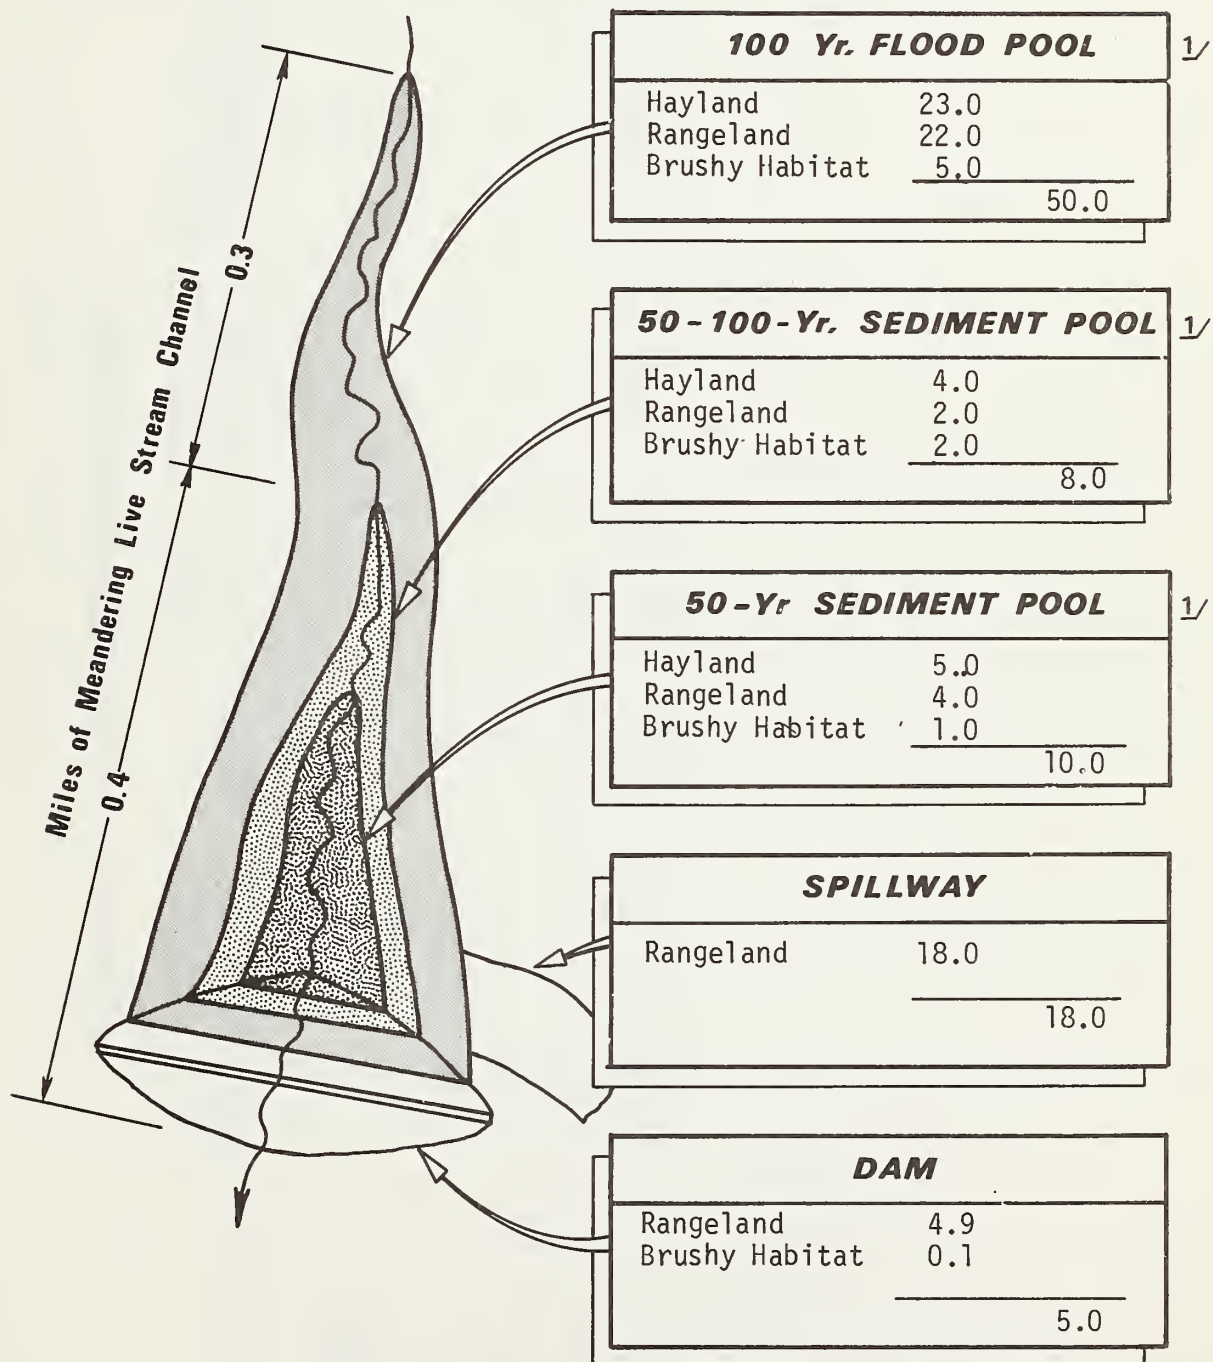 100 Yr. FLOOD POOL 1/
Hayland 23.0
Rangeland 22.0
Brushy Habitat 5.0
50.0
50-100-Yr. SEDIMENT POOL 1/
Hayland 4.0
Rangeland 2.0
Brushy Habitat 2.0
8.0
50-Yr SEDIMENT POOL 1/
Hayland 5.0
Rangeland 4.0
Brushy Habitat 1.0
10.0
SPILLWAY
Rangeland 18.0
18.0
DAM
Rangeland 4.9
Brushy Habitat 0.1
5.0
Miles of Meandering Live Stream Channel
0.3
0.4